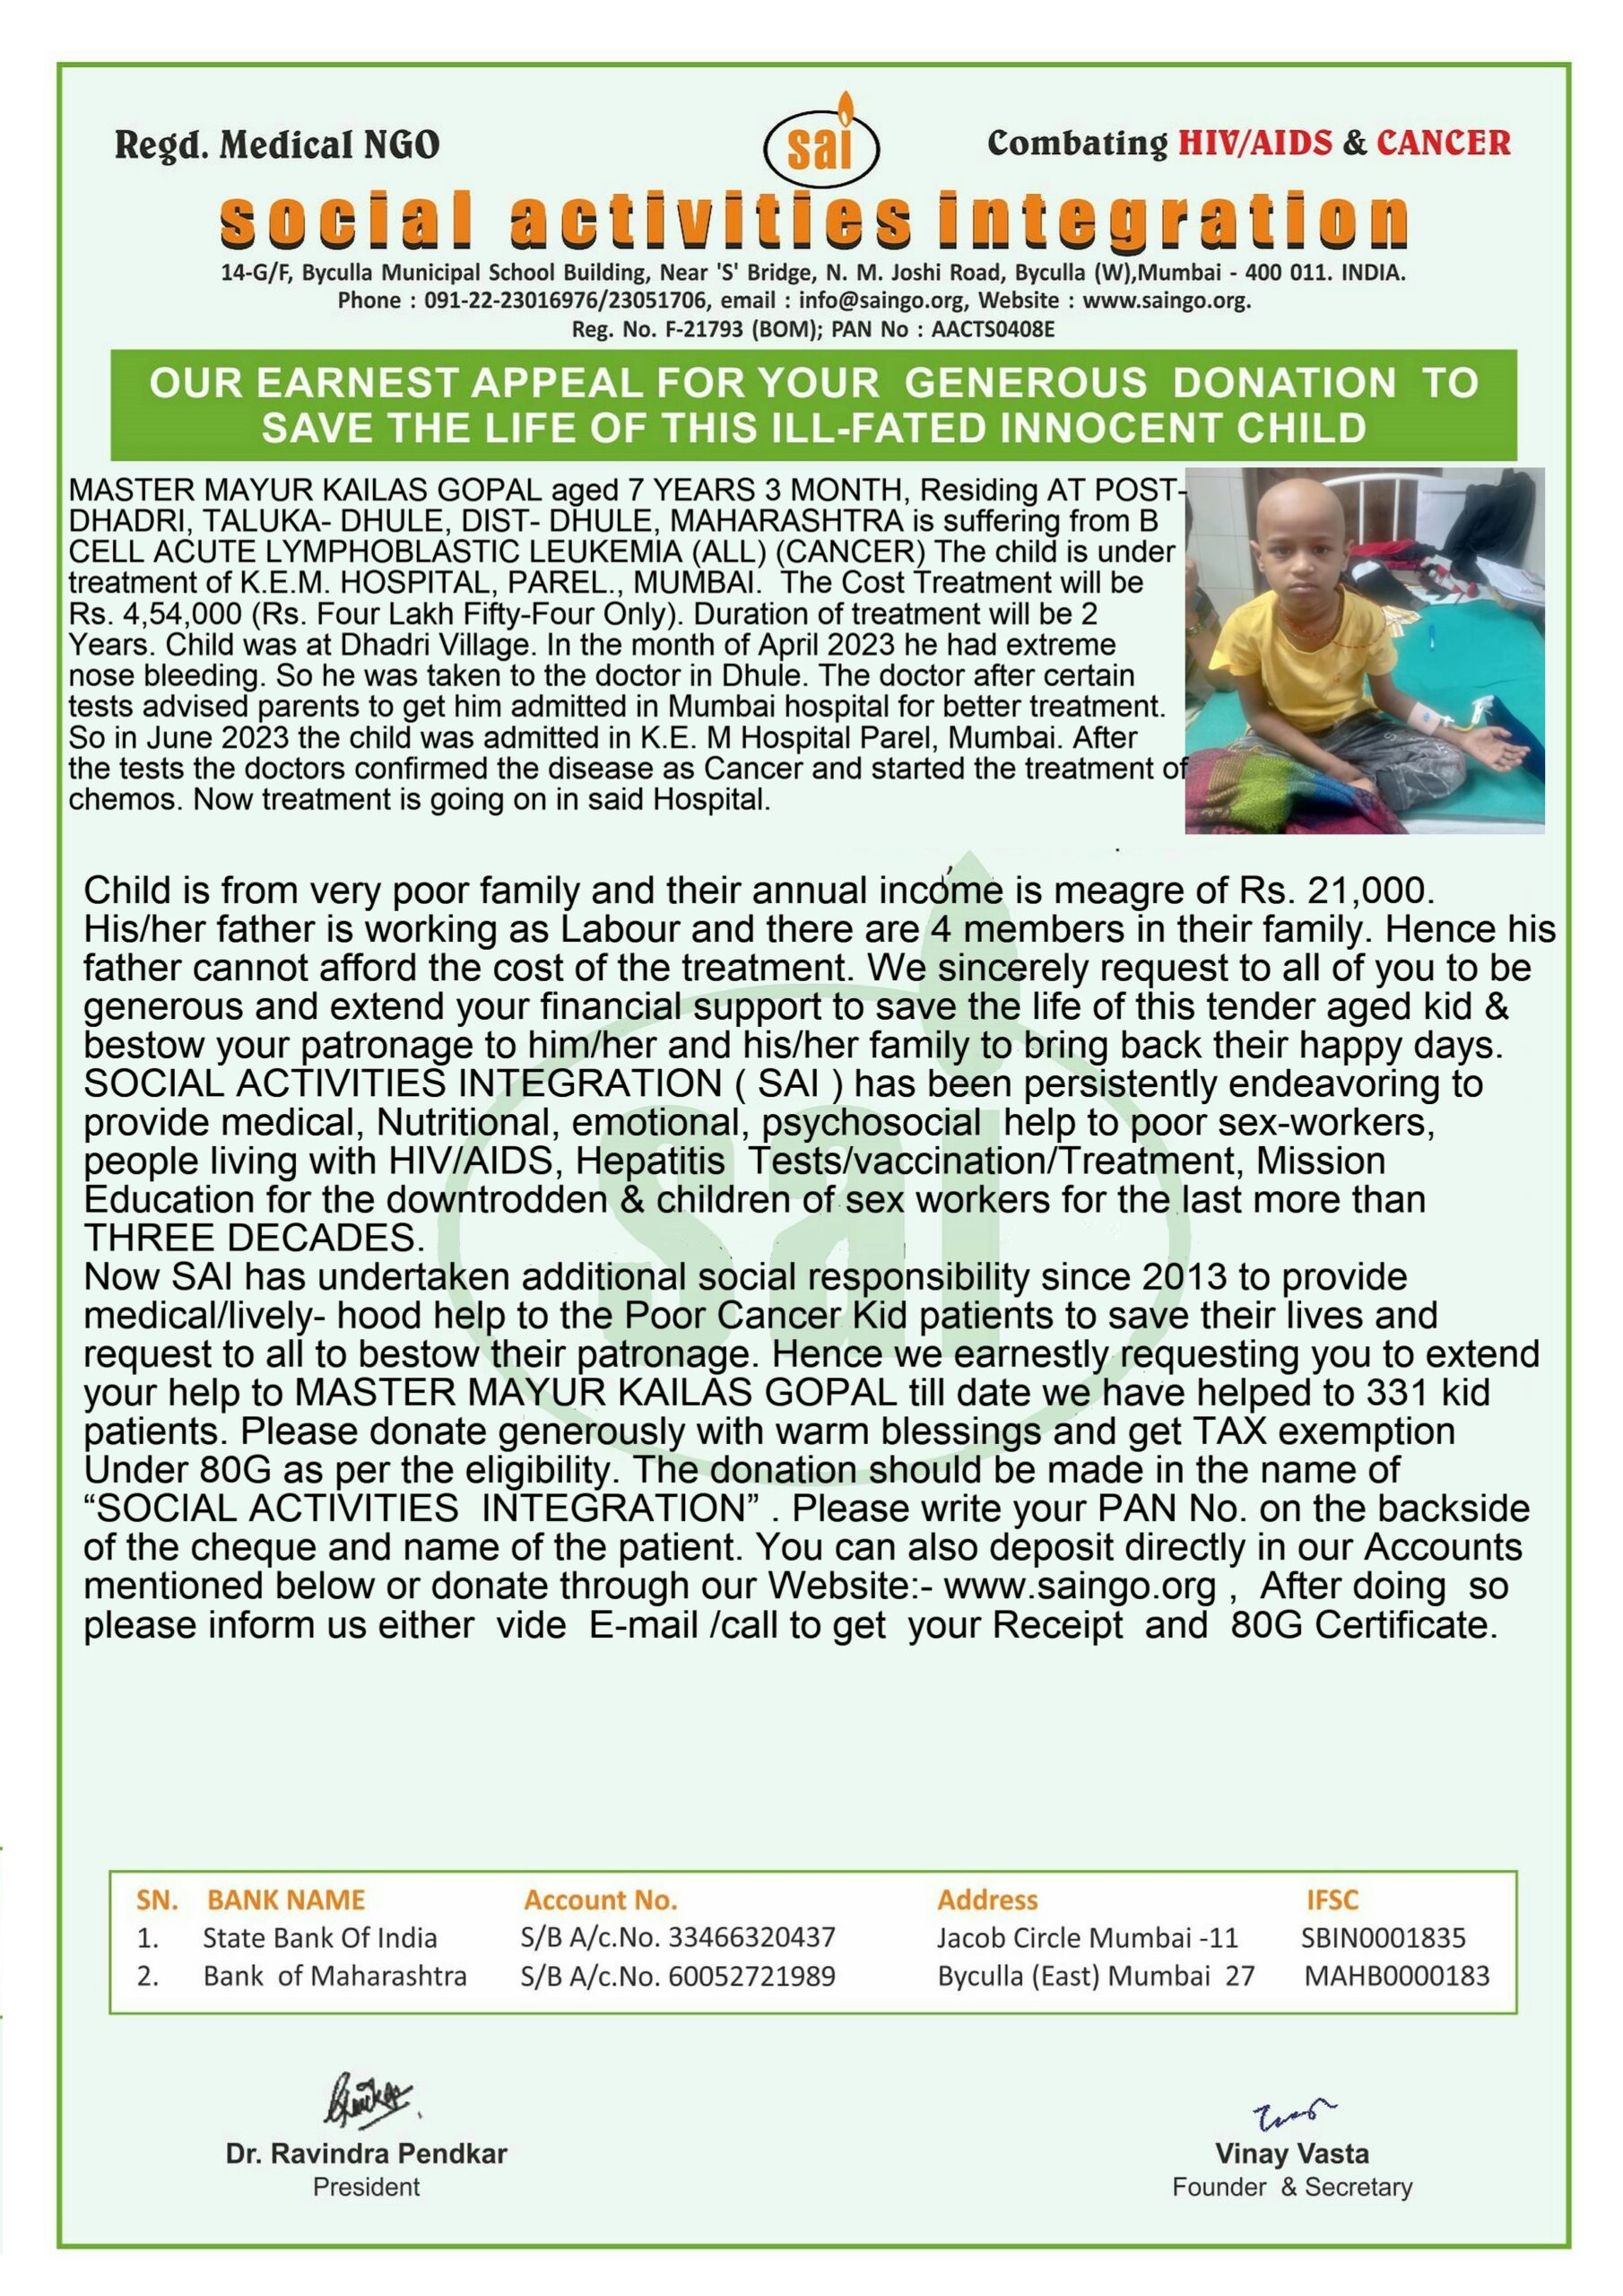 Regd. Medical NGO
sai
Combating HIV/AIDS & CANCER
social activities integration
14-G/F, Byculla Municipal School Building, Near 'S' Bridge, N. M. Joshi Road, Byculla (W),Mumbai - 400 011. INDIA.
Phone : 091-22-23016976/23051706, email : info@saingo.org, Website : www.saingo.org.
Reg. No. F-21793 (BOM); PAN No : AACTS0408E
OUR EARNEST APPEAL FOR YOUR GENEROUS DONATION TO
SAVE THE LIFE OF THIS ILL-FATED INNOCENT CHILD
MASTER MAYUR KAILAS GOPAL aged 7 YEARS 3 MONTH, Residing AT POST-
DHADRI, TALUKA- DHULE, DIST- DHULE, MAHARASHTRA is suffering from B
CELL ACUTE LYMPHOBLASTIC LEUKEMIA (ALL) (CANCER) The child is under
treatment of K.E.M. HOSPITAL, PAREL., MUMBAI. The Cost Treatment will be
Rs. 4,54,000 (Rs. Four Lakh Fifty-Four Only). Duration of treatment will be 2
Years. Child was at Dhadri Village. In the month of April 2023 he had extreme
nose bleeding. So he was taken to the doctor in Dhule. The doctor after certain
tests advised parents to get him admitted in Mumbai hospital for better treatment.
So in June 2023 the child was admitted in K.E. M Hospital Parel, Mumbai. After
the tests the doctors confirmed the disease as Cancer and started the treatment of
chemos. Now treatment is going on in said Hospital.
Child is from very poor family and their annual income is meagre of Rs. 21,000.
His/her father is working as Labour and there are 4 members in their family. Hence his
father cannot afford the cost of the treatment. We sincerely request to all of you to be
generous and extend your financial support to save the life of this tender aged kid &
bestow your patronage to him/her and his/her family to bring back their happy days.
SOCIAL ACTIVITIES INTEGRATION ( SAI ) has been persistently endeavoring to
provide medical, Nutritional, emotional, psychosocial help to poor sex-workers,
people living with HIV/AIDS, Hepatitis Tests/vaccination/Treatment, Mission
Education for the downtrodden & children of sex workers for the last more than
THREE DECADES.
Now SAI has undertaken additional social responsibility since 2013 to provide
medical/lively- hood help to the Poor Cancer Kid patients to save their lives and
request to all to bestow their patronage. Hence we earnestly requesting you to extend
your help to MASTER MAYUR KAILAS GOPAL till date we have helped to 331 kid
patients. Please donate generously with warm blessings and get TAX exemption
Under 80G as per the eligibility. The donation should be made in the name of
“SOCIAL ACTIVITIES INTEGRATION” . Please write your PAN No. on the backside
of the cheque and name of the patient. You can also deposit directly in our Accounts
mentioned below or donate through our Website:- www.saingo.org , After doing so
please inform us either vide E-mail /call to get your Receipt and 80G Certificate.
sai
SN. BANK NAME Account No. Address IFSC
1. State Bank Of India S/B A/c.No. 33466320437 Jacob Circle Mumbai -11 SBIN0001835
2. Bank of Maharashtra S/B A/c.No. 60052721989 Byculla (East) Mumbai 27 MAHB0000183
Dr. Ravindra Pendkar
President
Vinay Vasta
Founder & Secretary